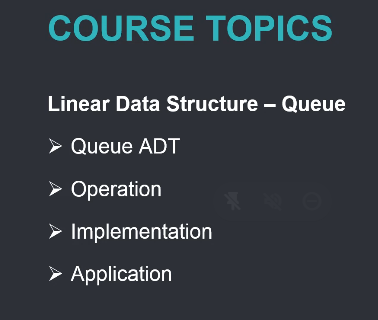 COURSE TOPICS
Linear Data Structure – Queue
➢ Queue ADT
➢ Operation
➢ Implementation
➢ Application